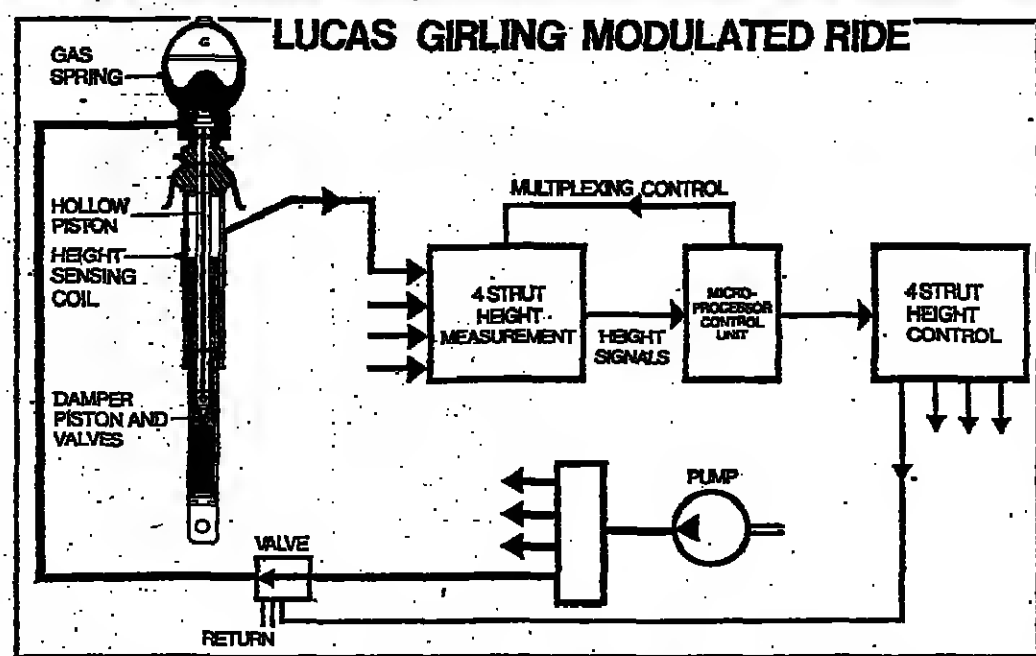 LUCAS GIRLING MODULATED RIDE
GAS
SPRING
G
HOLLOW
PISTON
HEIGHT
SENSING
COIL
DAMPER
PISTON AND
VALVES
MULTIPLEXING CONTROL
4 STRUT
HEIGHT
MEASUREMENT
HEIGHT
SIGNALS
MICRO-
PROCESSOR
CONTROL
UNIT
4 STRUT
HEIGHT
CONTROL
PUMP
VALVE
RETURN